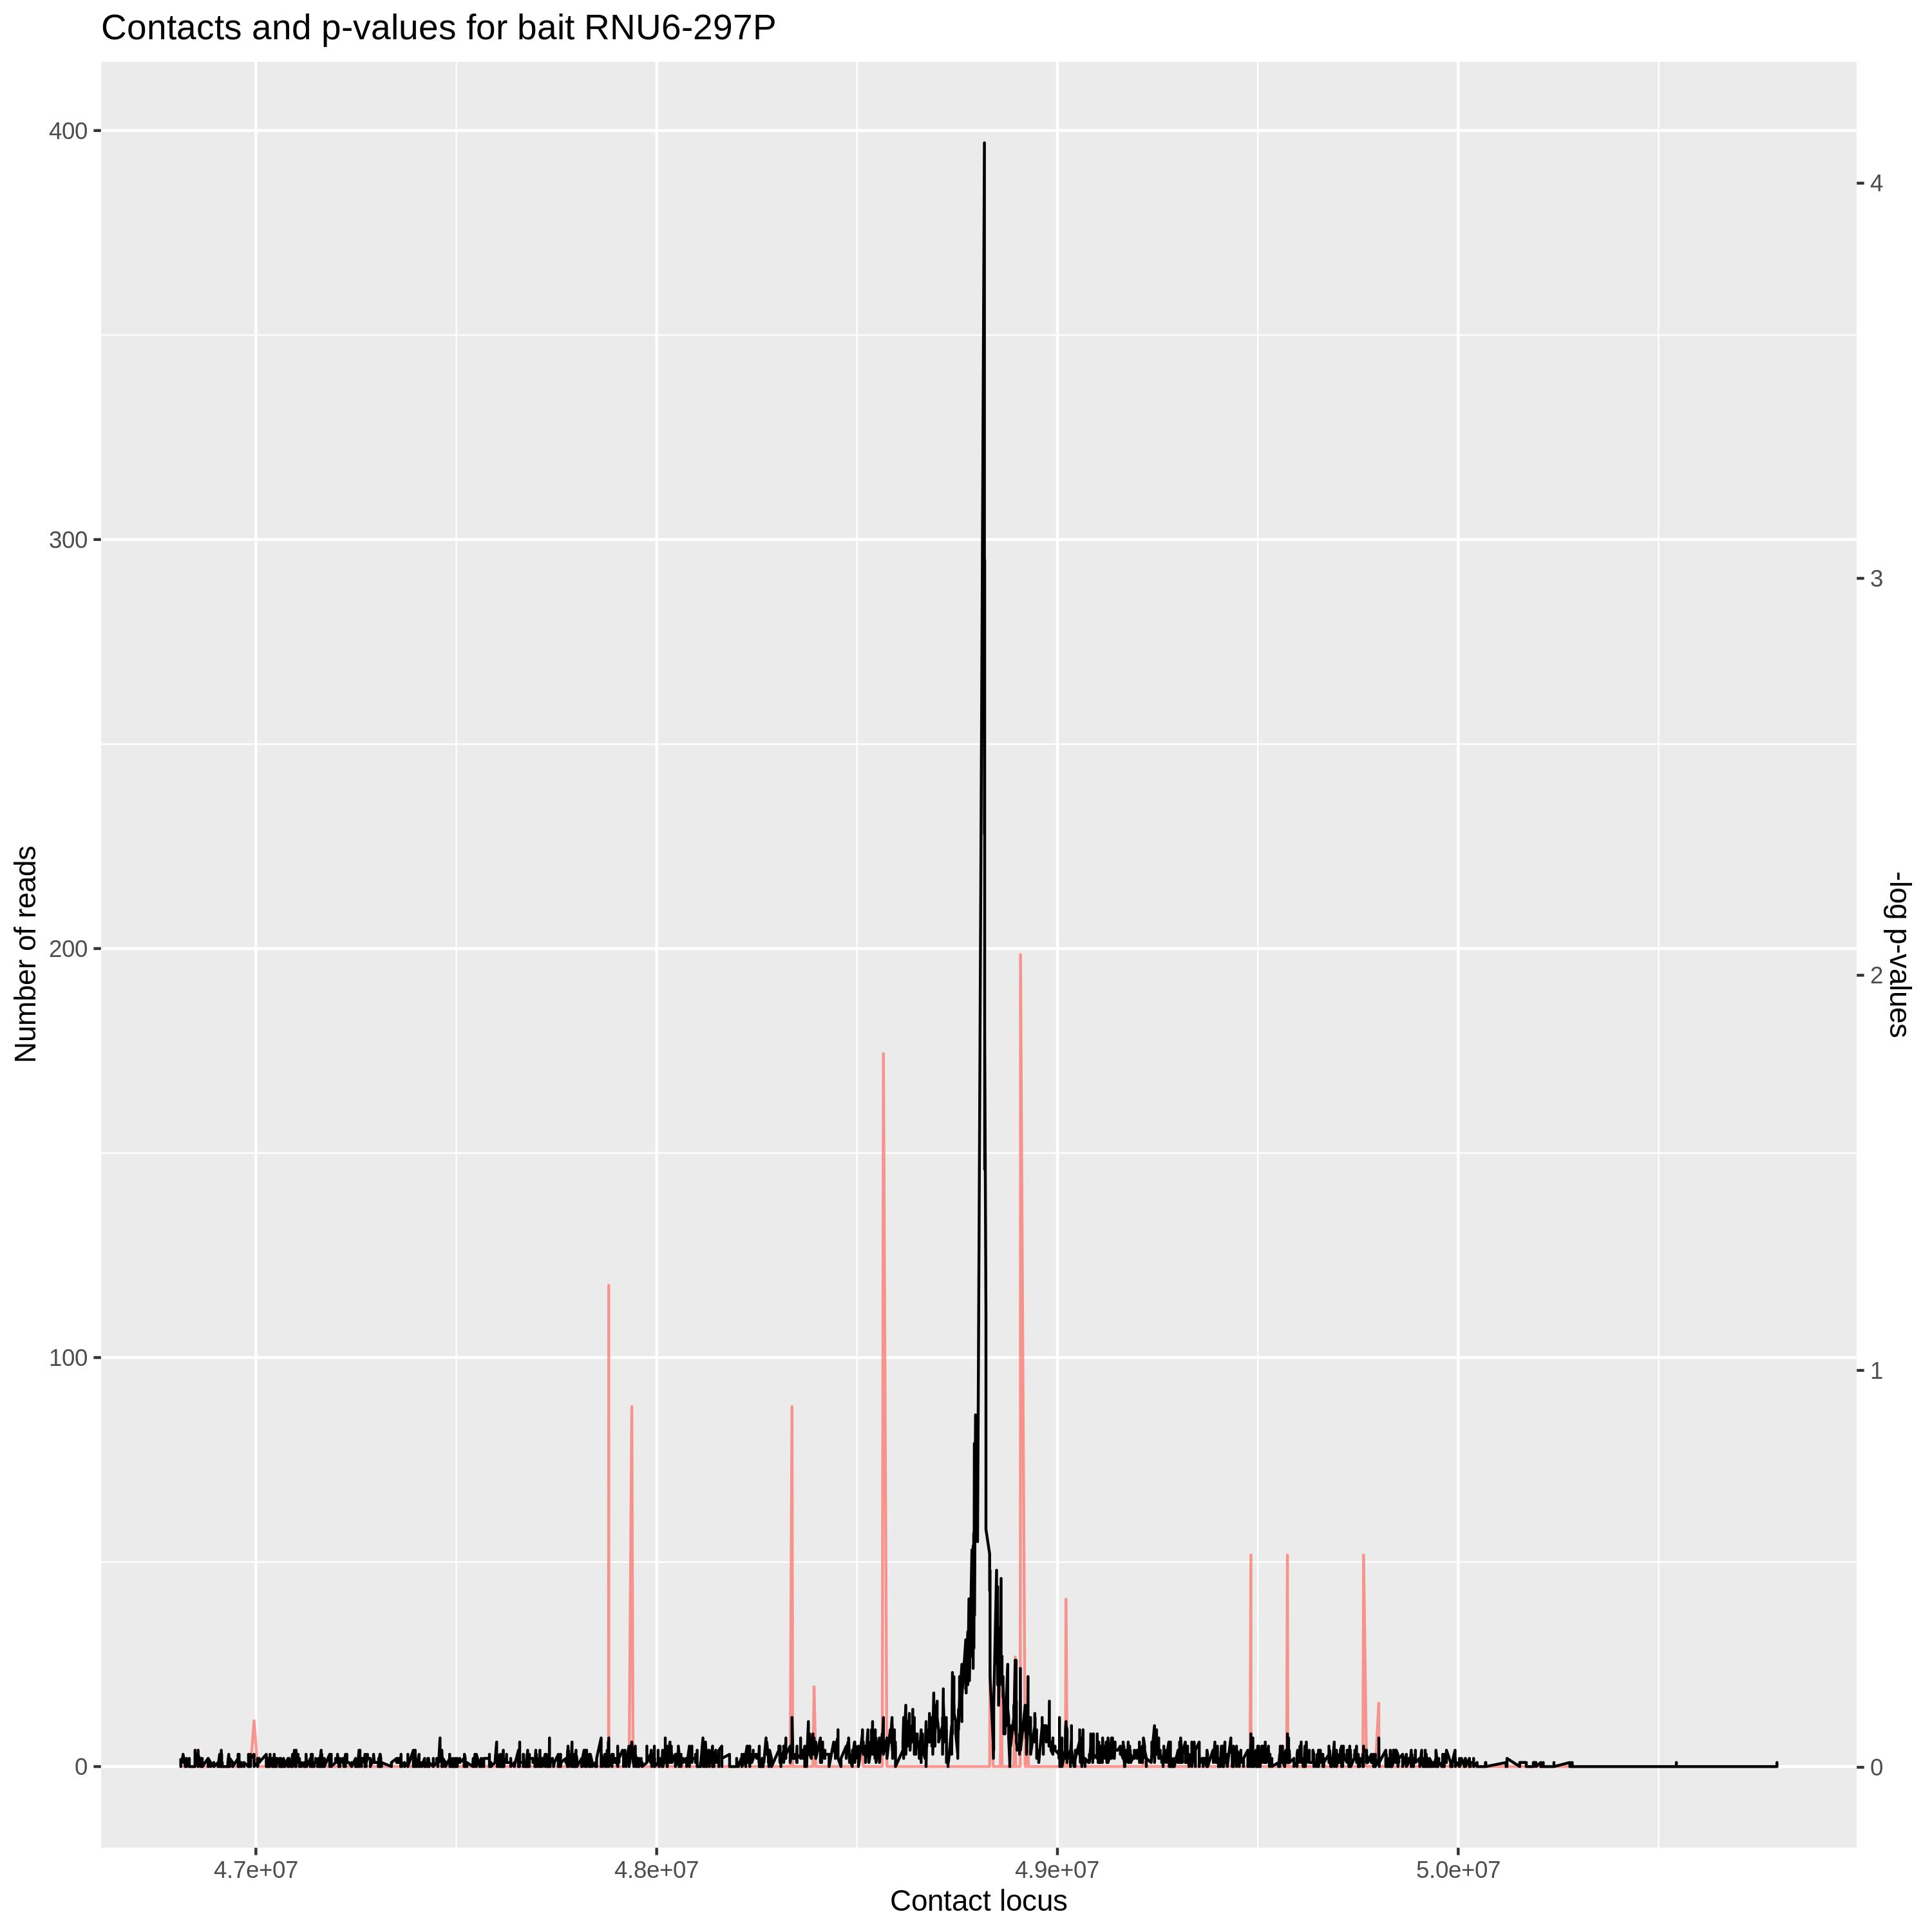 Contacts and p-values for bait RNU6-297P
400
300
200
100
0
Number of reads
4
3
2
1
0
-log p-values
4.7e+07
4.8e+07
4.9e+07
5.0e+07
Contact locus